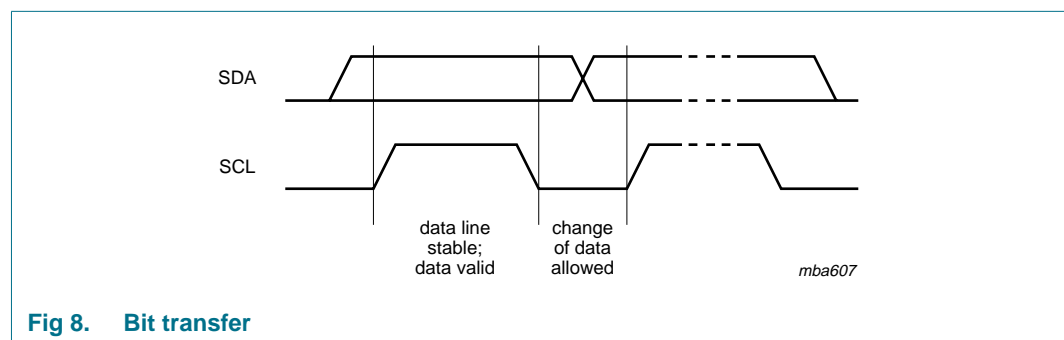 SDA
SCL
data line
stable;
data valid
change
of data
allowed
mba607
Fig 8. Bit transfer